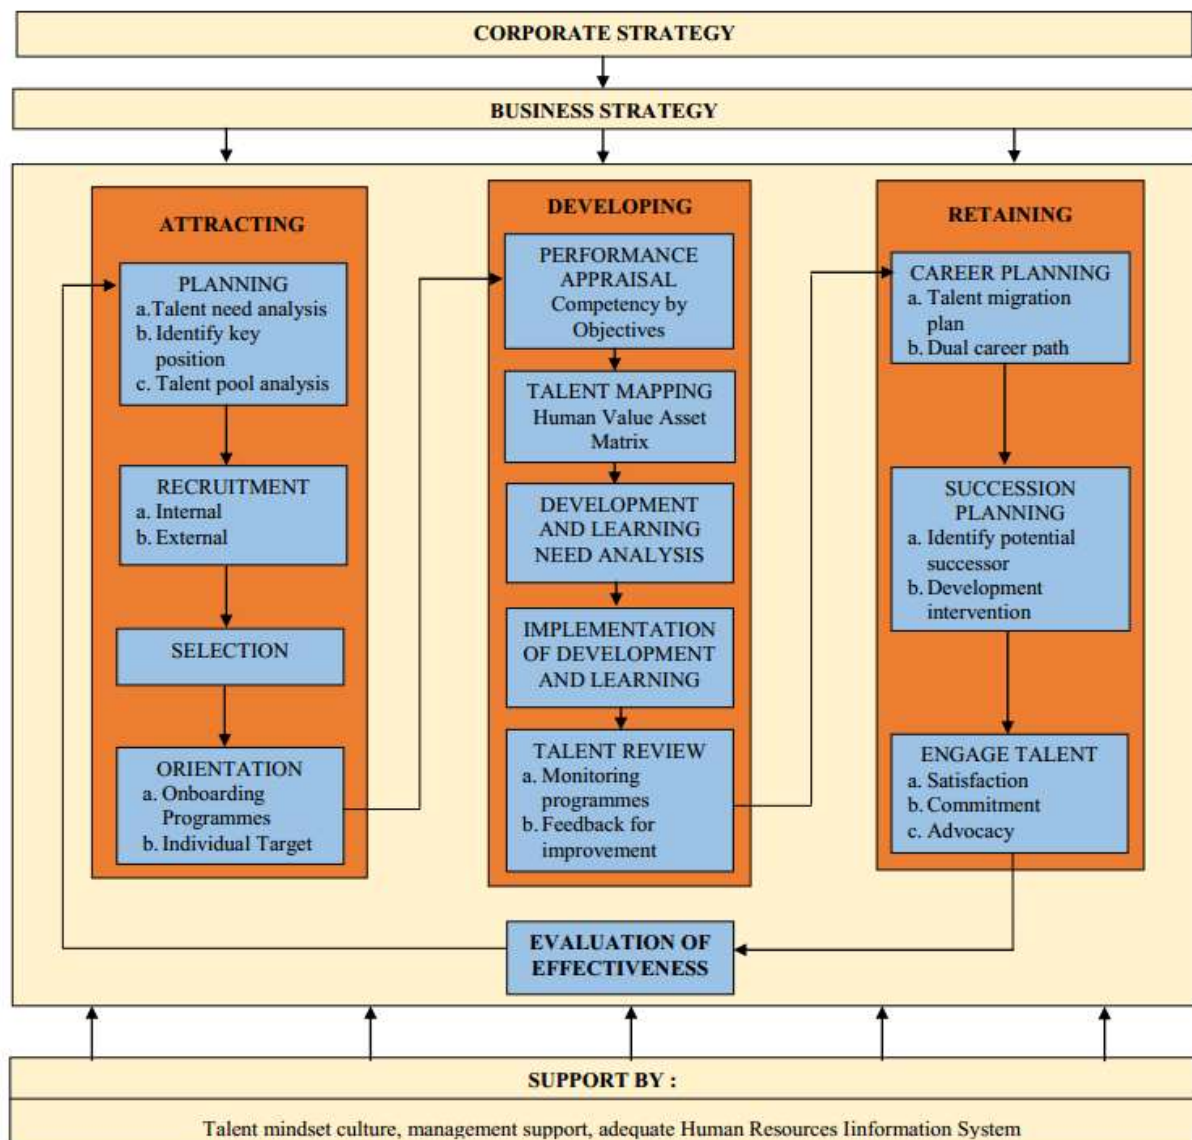 CORPORATE STRATEGY
BUSINESS STRATEGY
ATTRACTING
PLANNING
a.Talent need analysis
b. Identify key
position
c. Talent pool analysis
RECRUITMENT
a. Internal
b. External
SELECTION
ORIENTATION
a. Onboarding
Programmes
b. Individual Target
DEVELOPING
PERFORMANCE
APPRAISAL
Competency by
Objectives
TALENT MAPPING
Human Value Asset
Matrix
DEVELOPMENT
AND LEARNING
NEED ANALYSIS
IMPLEMENTATION
OF DEVELOPMENT
AND LEARNING
TALENT REVIEW
a. Monitoring
programmes
b. Feedback for
improvement
RETAINING
CAREER PLANNING
a. Talent migration
plan
b. Dual career path
SUCCESSION
PLANNING
a. Identify potential
successor
b. Development
intervention
ENGAGE TALENT
a. Satisfaction
b. Commitment
c. Advocacy
EVALUATION OF
EFFECTIVENESS
SUPPORT BY :
Talent mindset culture, management support, adequate Human Resources Iinformation System